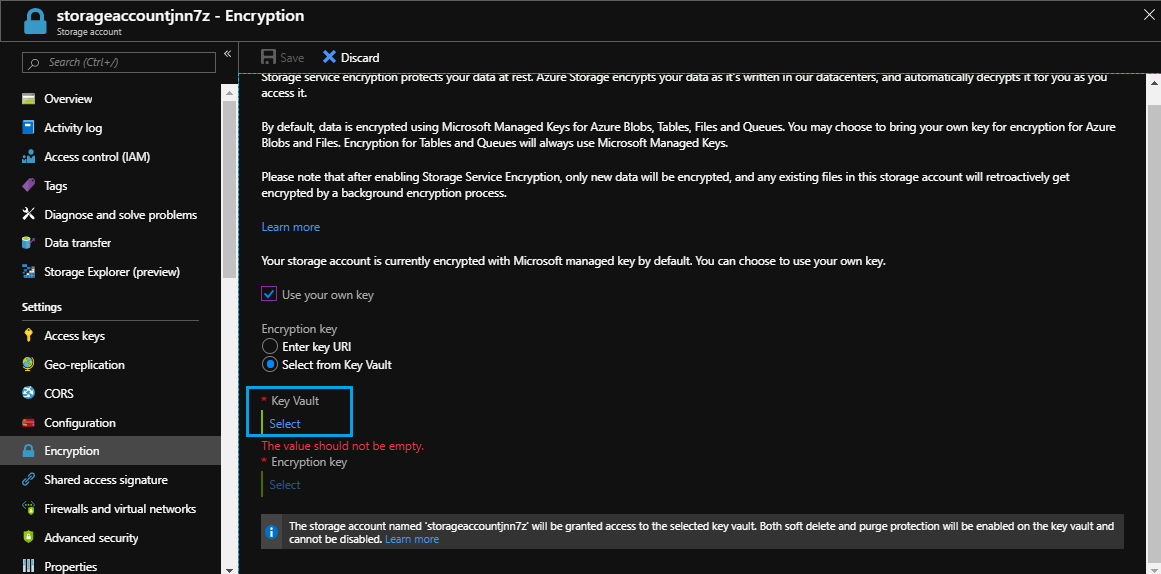 storageaccountjnn7z - Encryption
Storage account
Search (Ctrl+/)
Overview
Activity log
Access control (IAM)
Tags
Diagnose and solve problems
Data transfer
Storage Explorer (preview)
Settings
Access keys
Geo-replication
CORS
Configuration
Encryption
Shared access signature
Firewalls and virtual networks
Advanced security
Properties
Save Discard
Storage service encryption protects your data at rest. Azure Storage encrypts your data as it's written in our datacenters, and automatically decrypts it for you as you
access it.
By default, data is encrypted using Microsoft Managed Keys for Azure Blobs, Tables, Files and Queues. You may choose to bring your own key for encryption for Azure
Blobs and Files. Encryption for Tables and Queues will always use Microsoft Managed Keys.
Please note that after enabling Storage Service Encryption, only new data will be encrypted, and any existing files in this storage account will retroactively get
encrypted by a background encryption process.
Learn more
Your storage account is currently encrypted with Microsoft managed key by default. You can choose to use your own key.
Use your own key
Encryption key
Enter key URI
Select from Key Vault
* Key Vault
Select
The value should not be empty.
* Encryption key
Select
The storage account named 'storageaccountjnn7z' will be granted access to the selected key vault. Both soft delete and purge protection will be enabled on the key vault and
cannot be disabled. Learn more